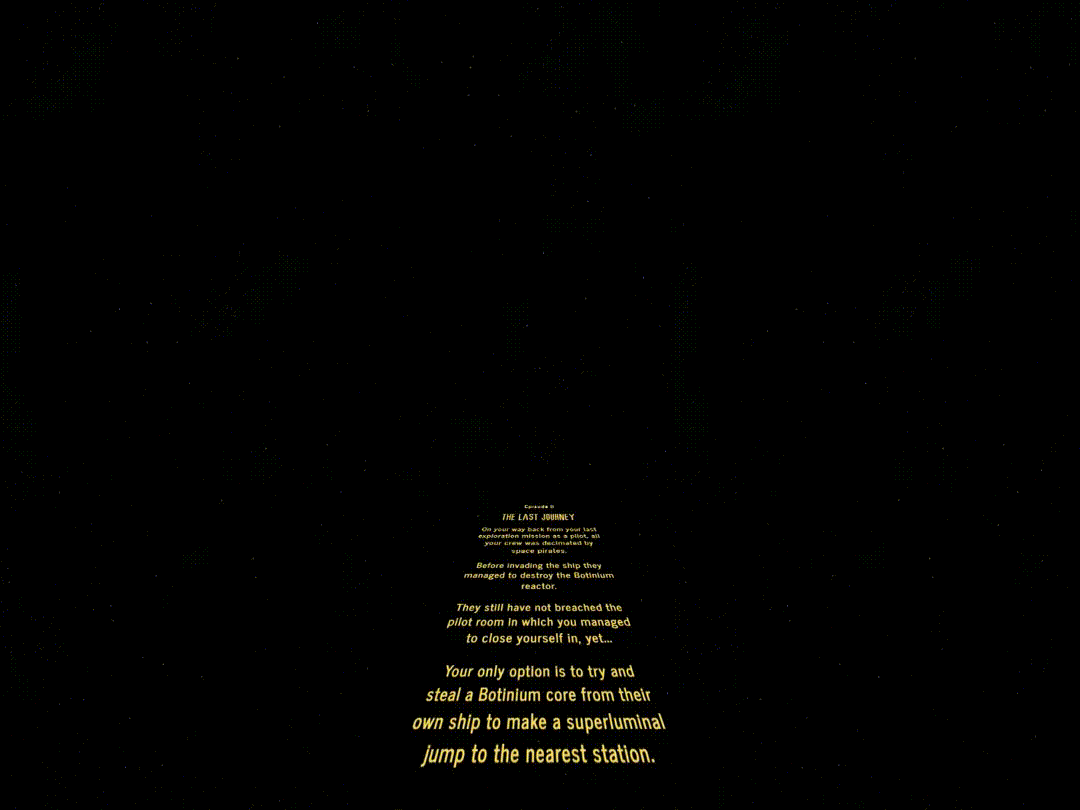 Episode II
THE LAST JOURNEY
On your way back from your last
exploration mission as a pilot, all
your crew was decimated by
space pirates.
Before invading the ship they
managed to destroy the Botinium
reactor.
They still have not breached the
pilot room in which you managed
to close yourself in, yet...
Your only option is to try and
steal a Botinium core from their
own ship to make a superluminal
jump to the nearest station.